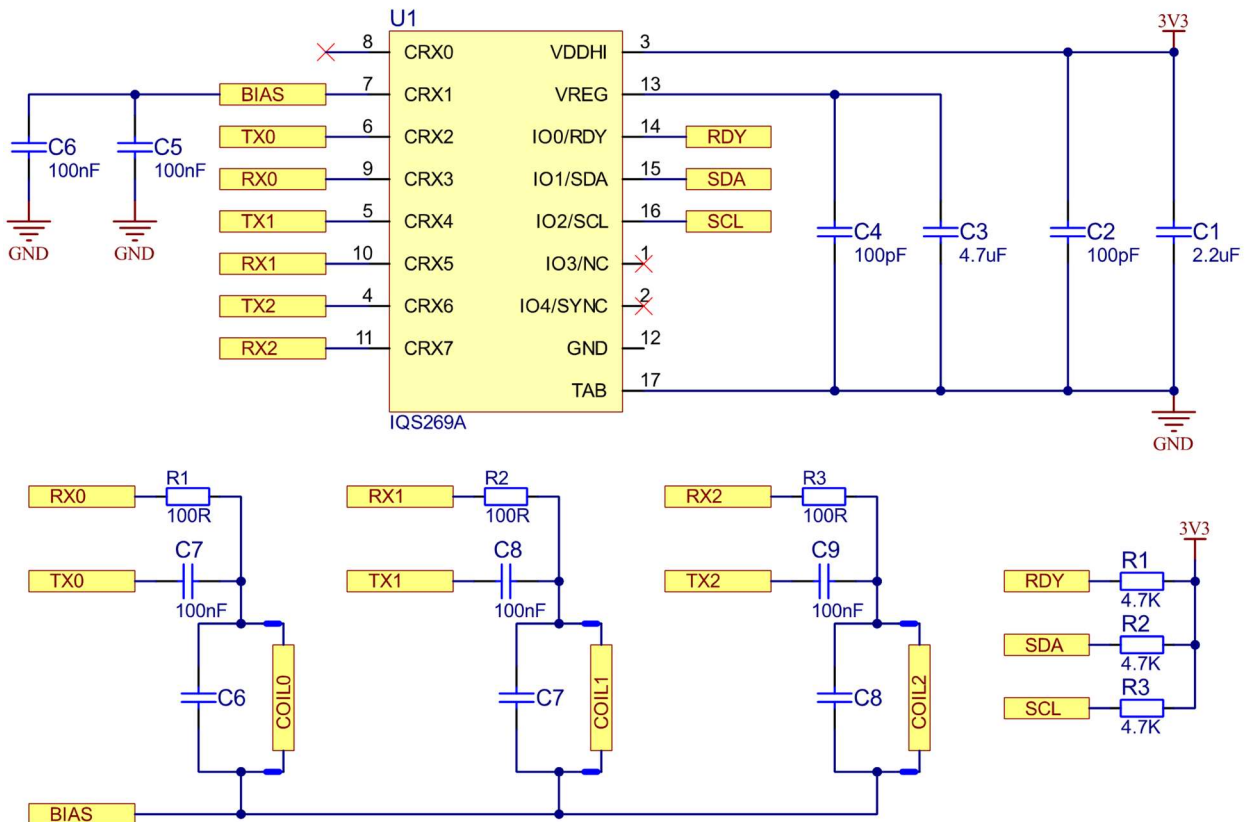 U1
3V3
8 CRX0 VDDHI 3
BIAS 7 CRX1 VREG 13
TX0 6 CRX2 IO0/RDY 14 RDY
C6 C5
100nF 100nF
RX0 9 CRX3 IO1/SDA 15 SDA
TX1 5 CRX4 IO2/SCL 16 SCL
C4 C3 C2 C1
100pF 4.7uF 100pF 2.2uF
GND GND
RX1 10 CRX5 IO3/NC 1
TX2 4 CRX6 IO4/SYNC 2
RX2 11 CRX7 GND 12
TAB 17
IQS269A
GND
R1 R2 R3
RX0 RX1 RX2
100R 100R 100R
3V3
C7 C8 C9
TX0 TX1 TX2
100nF 100nF 100nF
RDY R1
4.7K
SDA R2
4.7K
SCL R3
4.7K
C6 COIL0 C7 COIL1 C8 COIL2
BIAS